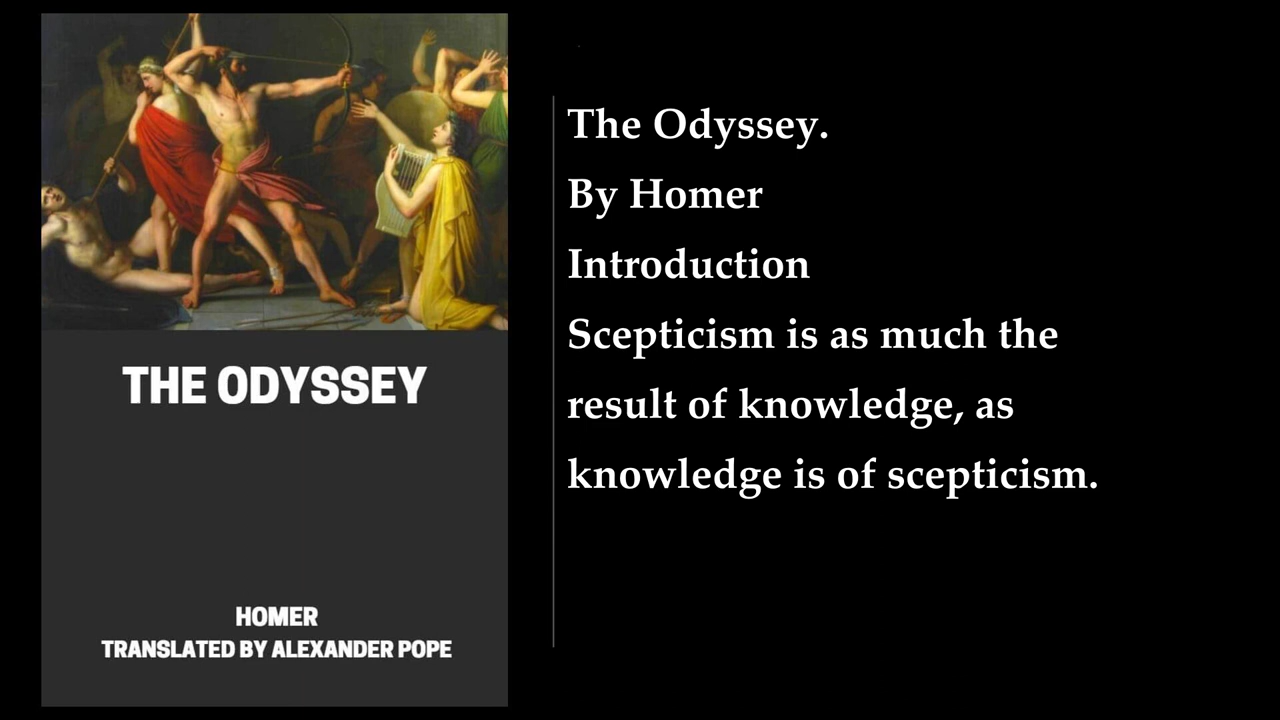 THE ODYSSEY
HOMER
TRANSLATED BY ALEXANDER POPE
The Odyssey.
By Homer
Introduction
Scepticism is as much the
result of knowledge, as
knowledge is of scepticism.